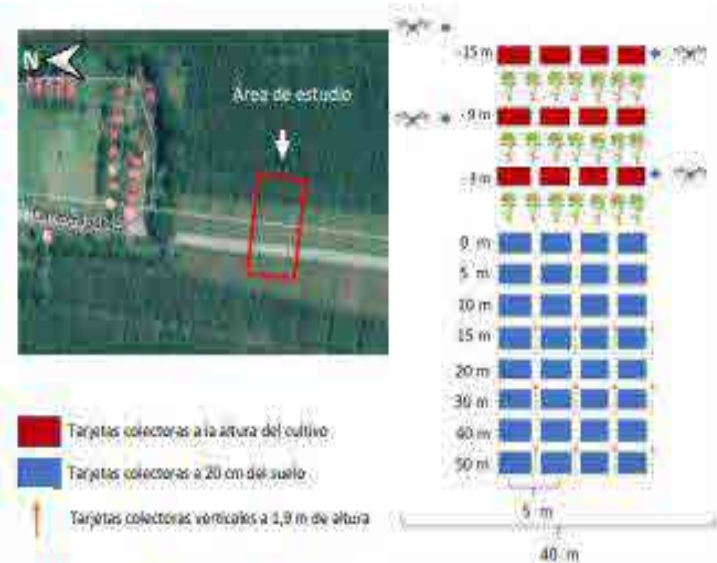 N
Área de estudio
-15 m
-9 m
-3 m
0 m
5 m
10 m
15 m
20 m
30 m
40 m
50 m
Tarjetas colectoras a la altura del cultivo
Tarjetas colectoras a 20 cm del suelo
Tarjetas colectoras verticales a 1,9 m de altura
5 m
40 m